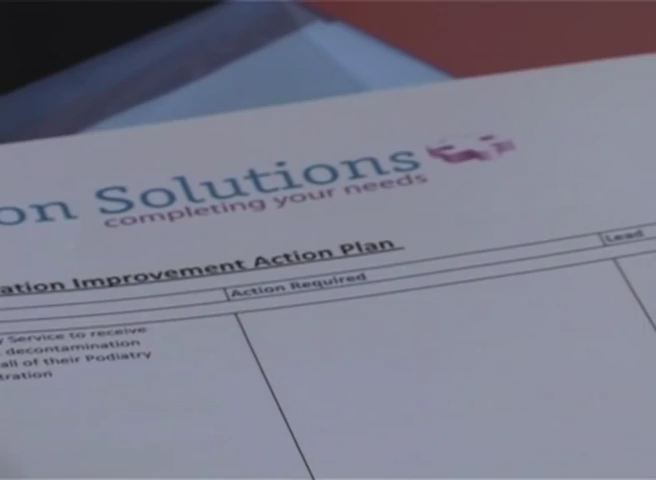 on Solutions
completing your needs
ation Improvement Action Plan
Action Required
Lead
Service to receive
decontamination
all of their Podiatry
tration